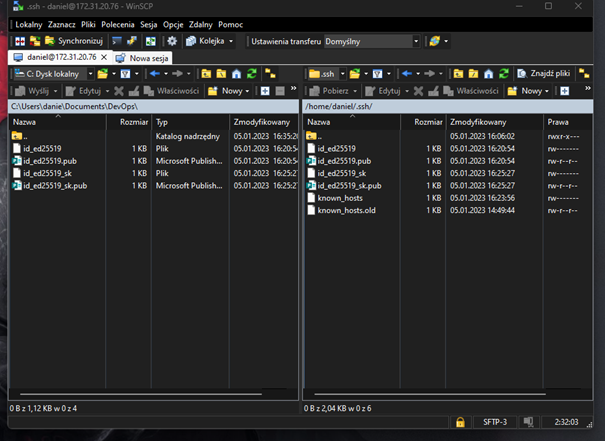 .ssh - daniel@172.31.20.76 - WinSCP
Lokalny Zaznacz Pliki Polecenia Sesja Opcje Zdalny Pomoc
Synchronizuj Kolejka Ustawienia transferu Domyślny
daniel@172.31.20.76 × Nowa sesja
C: Dysk lokalny
Wyślij Edytuj Właściwości Nowy »
C:\Users\danie\Documents\DevOps\
Nazwa Rozmiar Typ Zmodyfikowany
.. Katalog nadrzędny 05.01.2023 16:35:2
id_ed25519 1 KB Plik 05.01.2023 16:20:54
id_ed25519.pub 1 KB Microsoft Publish... 05.01.2023 16:20:54
id_ed25519_sk 1 KB Plik 05.01.2023 16:25:27
id_ed25519_sk.pub 1 KB Microsoft Publish... 05.01.2023 16:25:27
0 B z 1,12 KB w 0 z 4
.ssh Znajdź pliki
Pobierz Edytuj Właściwości Nowy »
/home/daniel/.ssh/
Nazwa Rozmiar Zmodyfikowany Prawa
.. 05.01.2023 16:06:02 rwxr-x---
id_ed25519 1 KB 05.01.2023 16:20:54 rw-------
id_ed25519.pub 1 KB 05.01.2023 16:20:54 rw-r--r--
id_ed25519_sk 1 KB 05.01.2023 16:25:27 rw-------
id_ed25519_sk.pub 1 KB 05.01.2023 16:25:27 rw-r--r--
known_hosts 1 KB 05.01.2023 16:23:56 rw-------
known_hosts.old 1 KB 05.01.2023 14:49:44 rw-r--r--
0 B z 2,04 KB w 0 z 6
SFTP-3 2:32:03